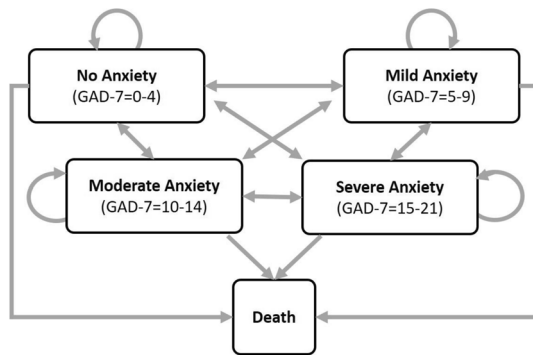 No Anxiety
(GAD-7=0-4)
Mild Anxiety
(GAD-7=5-9)
Moderate Anxiety
(GAD-7=10-14)
Severe Anxiety
(GAD-7=15-21)
Death